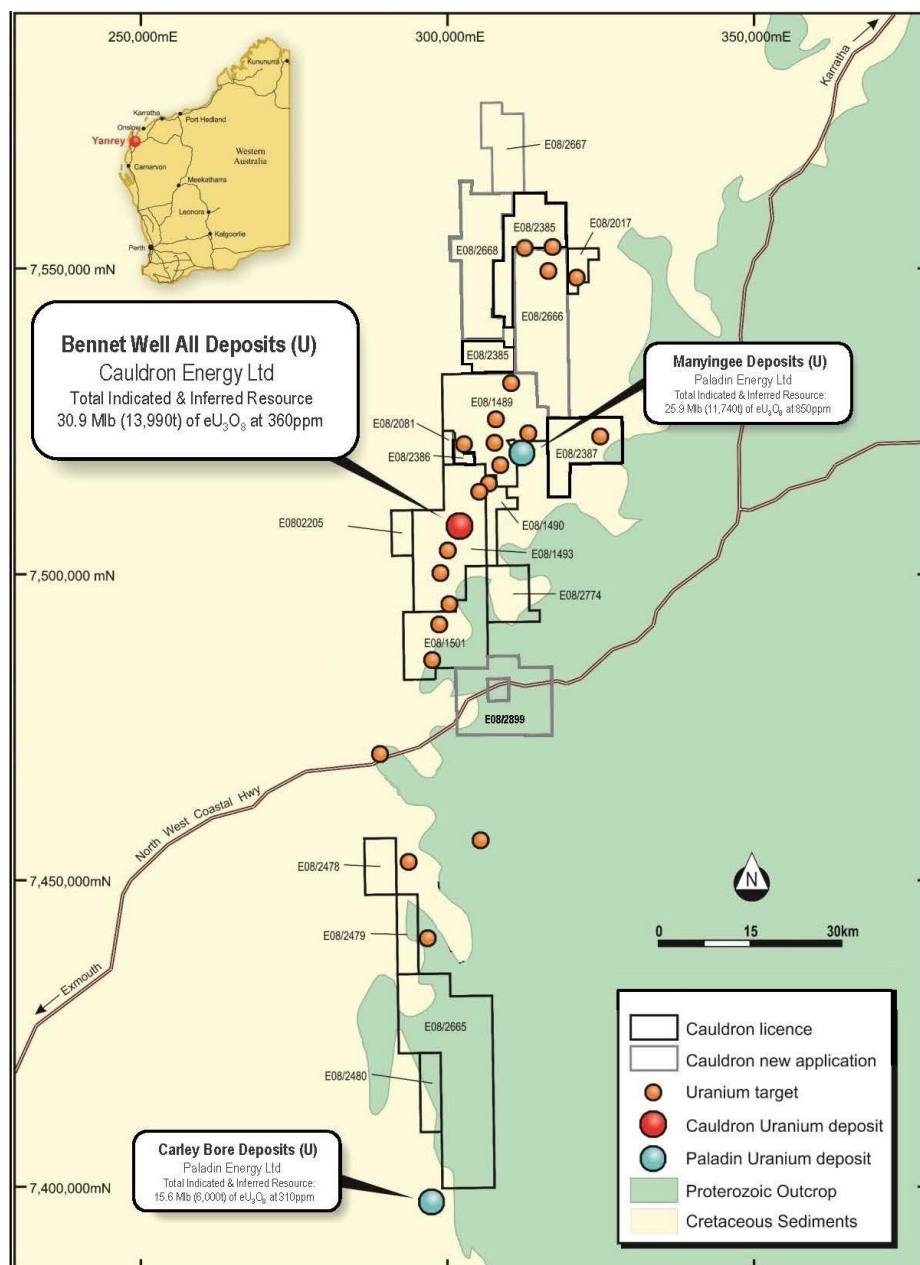 250,000mE
300,000mE
350,000mE
Karratha
Kununurra
Karratha
Port Hedland
Onslow
Yanrey
Carnarvon
Western
Australia
Meekatharra
Leonora
Kalgoorlie
Perth
E08/2667
E08/2385
E08/2017
E08/2668
7,550,000 mN
E08/2666
Bennet Well All Deposits (U)
Cauldron Energy Ltd
Total Indicated & Inferred Resource
30.9 Mlb (13,990t) of eU₃O₈ at 360ppm
E08/2385
Manyingee Deposits (U)
Paladin Energy Ltd
Total Indicated & Inferred Resource:
25.9 Mlb (11,740t) of eU₃O₈ at 850ppm
E08/1489
E08/2081
E08/2386
E08/2387
E08/1490
E0802205
E08/1493
7,500,000 mN
E08/2774
E08/1501
E08/2899
North West Coastal Hwy
E08/2478
7,450,000mN
N
E08/2479
0 15 30km
Exmouth
E08/2665
E08/2480
Carley Bore Deposits (U)
Paladin Energy Ltd
Total Indicated & Inferred Resource:
15.6 Mlb (6,000t) of eU₃O₈ at 310ppm
7,400,000 mN
Cauldron licence
Cauldron new application
Uranium target
Cauldron Uranium deposit
Paladin Uranium deposit
Proterozoic Outcrop
Cretaceous Sediments